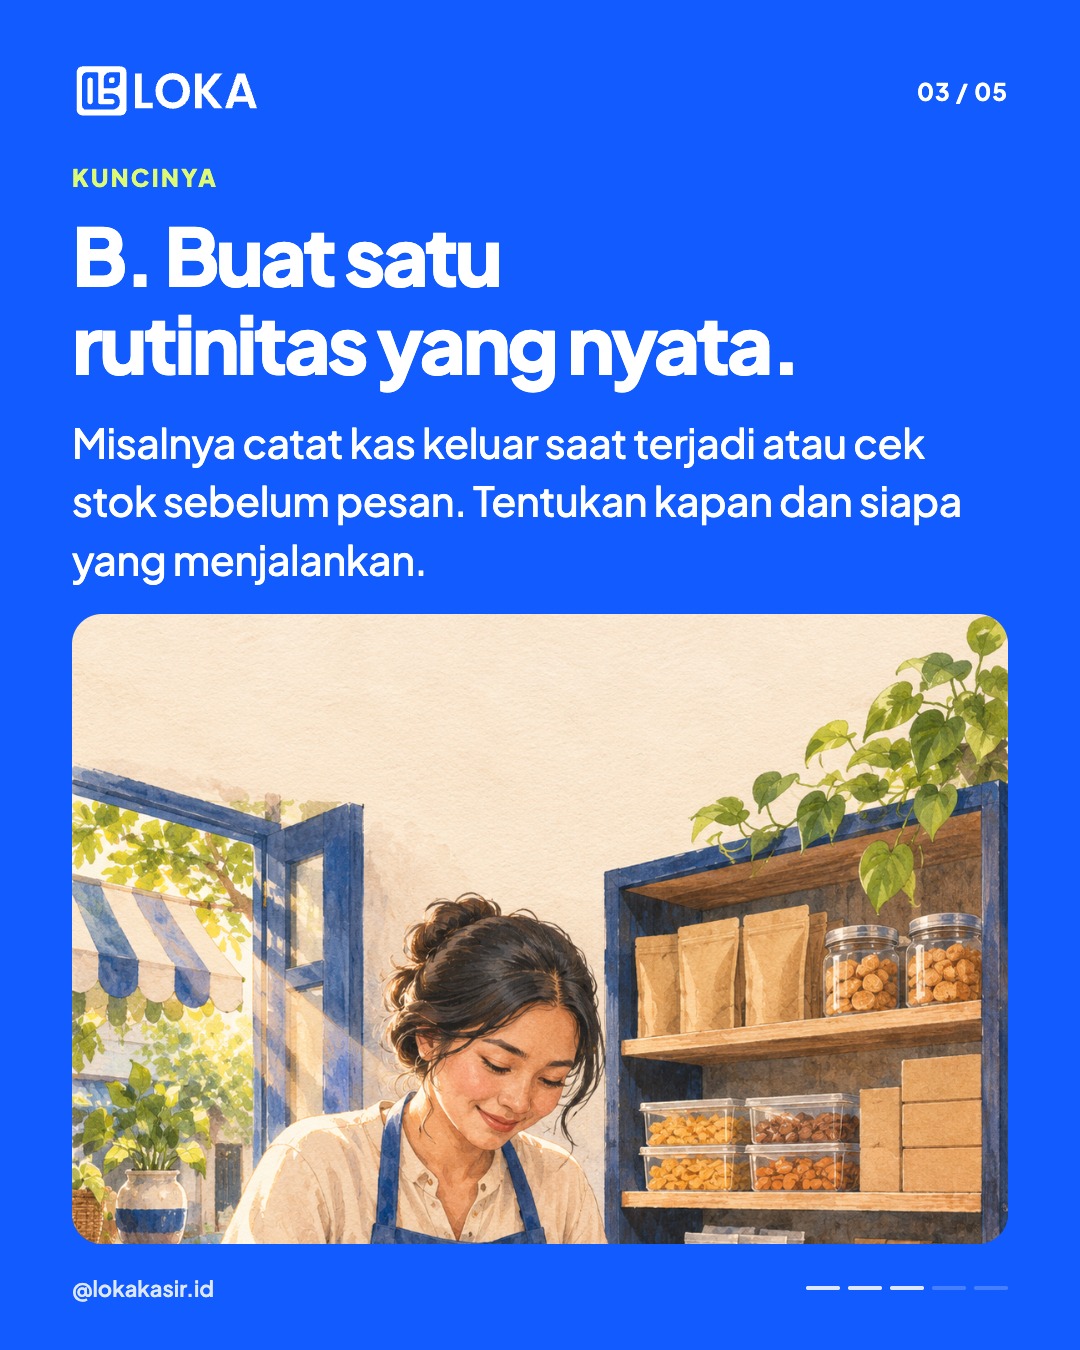 LOKA
03 / 05
KUNCINYA
B. Buat satu
rutinitas yang nyata.
Misalnya catat kas keluar saat terjadi atau cek
stok sebelum pesan. Tentukan kapan dan siapa
yang menjalankan.
@lokakasir.id